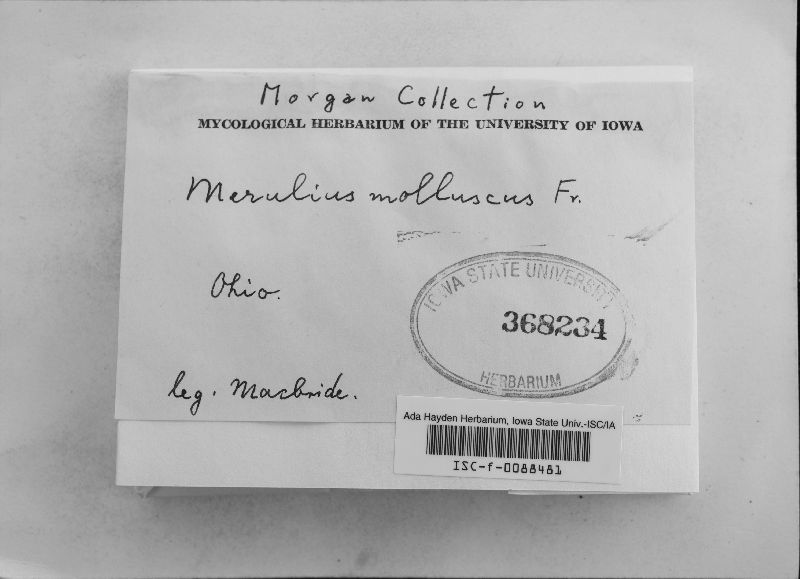 Morgan Collection
MYCOLOGICAL HERBARIUM OF THE UNIVERSITY OF IOWA
Merulius molluscus Fr.
Ohio.
IOWA STATE UNIVERSITY
368234
HERBARIUM
leg. Macbride.
Ada Hayden Herbarium, Iowa State Univ.-ISC/IA
ISC-f-0088481